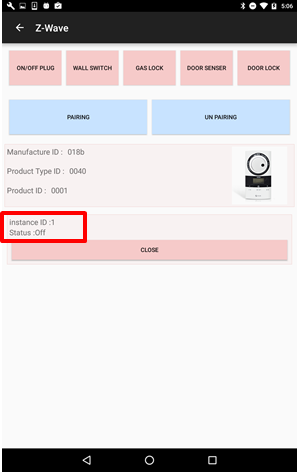 5:06
Z-Wave
ON/OFF PLUG WALL SWITCH GAS LOCK DOOR SENSER DOOR LOCK
PAIRING UN PAIRING
Manufacture ID : 018b
Product Type ID : 0040
Product ID : 0001
instance ID :1
Status :Off
CLOSE